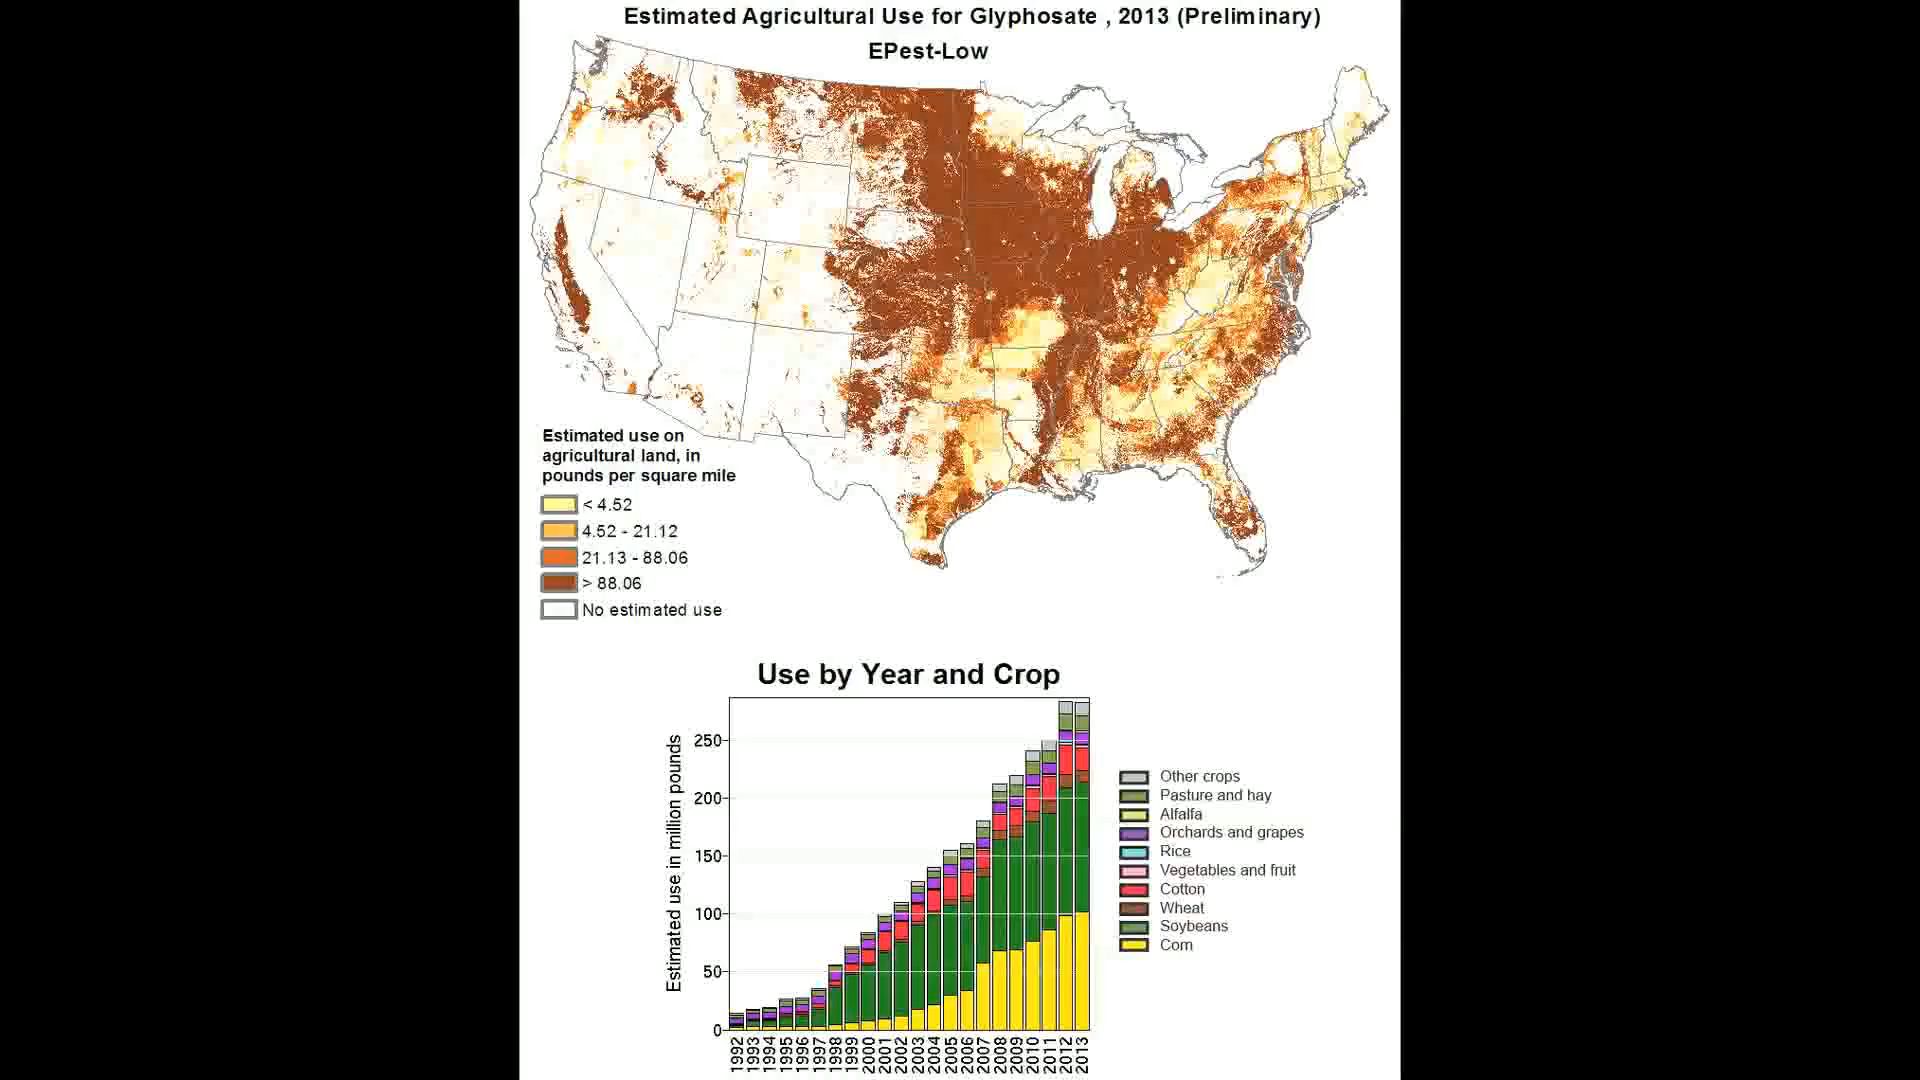 Estimated Agricultural Use for Glyphosate , 2013 (Preliminary)
EPest-Low
Estimated use on
agricultural land, in
pounds per square mile
< 4.52
4.52 - 21.12
21.13 - 88.06
> 88.06
No estimated use
Use by Year and Crop
Estimated use in million pounds
250
200
150
100
50
0
1992
1993
1994
1995
1996
1997
1998
1999
2000
2001
2002
2003
2004
2005
2006
2007
2008
2009
2010
2011
2012
2013
Other crops
Pasture and hay
Alfalfa
Orchards and grapes
Rice
Vegetables and fruit
Cotton
Wheat
Soybeans
Corn